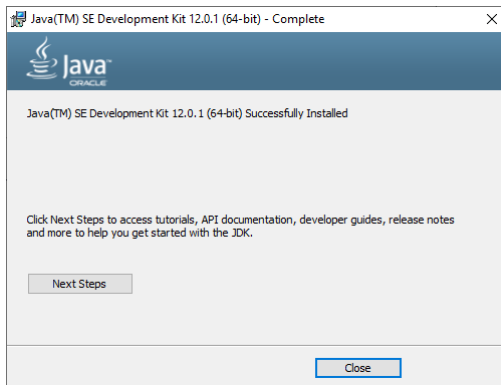 Java(TM) SE Development Kit 12.0.1 (64-bit) - Complete
Java
ORACLE
Java(TM) SE Development Kit 12.0.1 (64-bit) Successfully Installed
Click Next Steps to access tutorials, API documentation, developer guides, release notes
and more to help you get started with the JDK.
Next Steps
Close